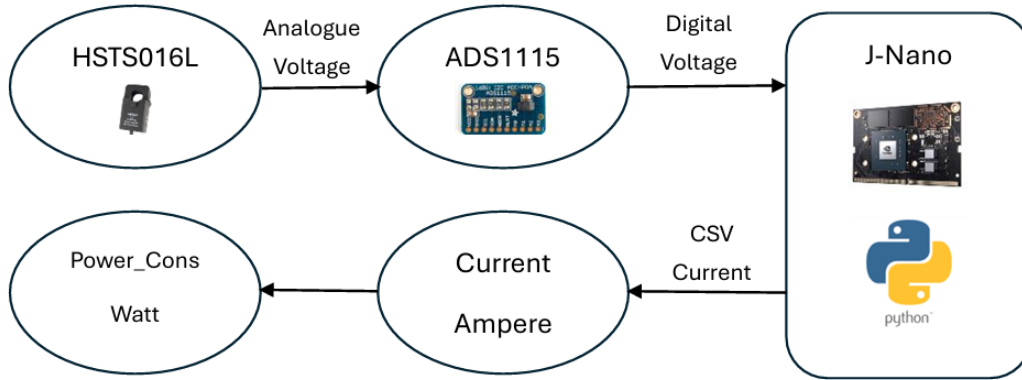 HSTS016L
Analogue
Voltage
ADS1115
Digital
Voltage
J-Nano
python
CSV
Current
Current
Ampere
Power_Cons
Watt